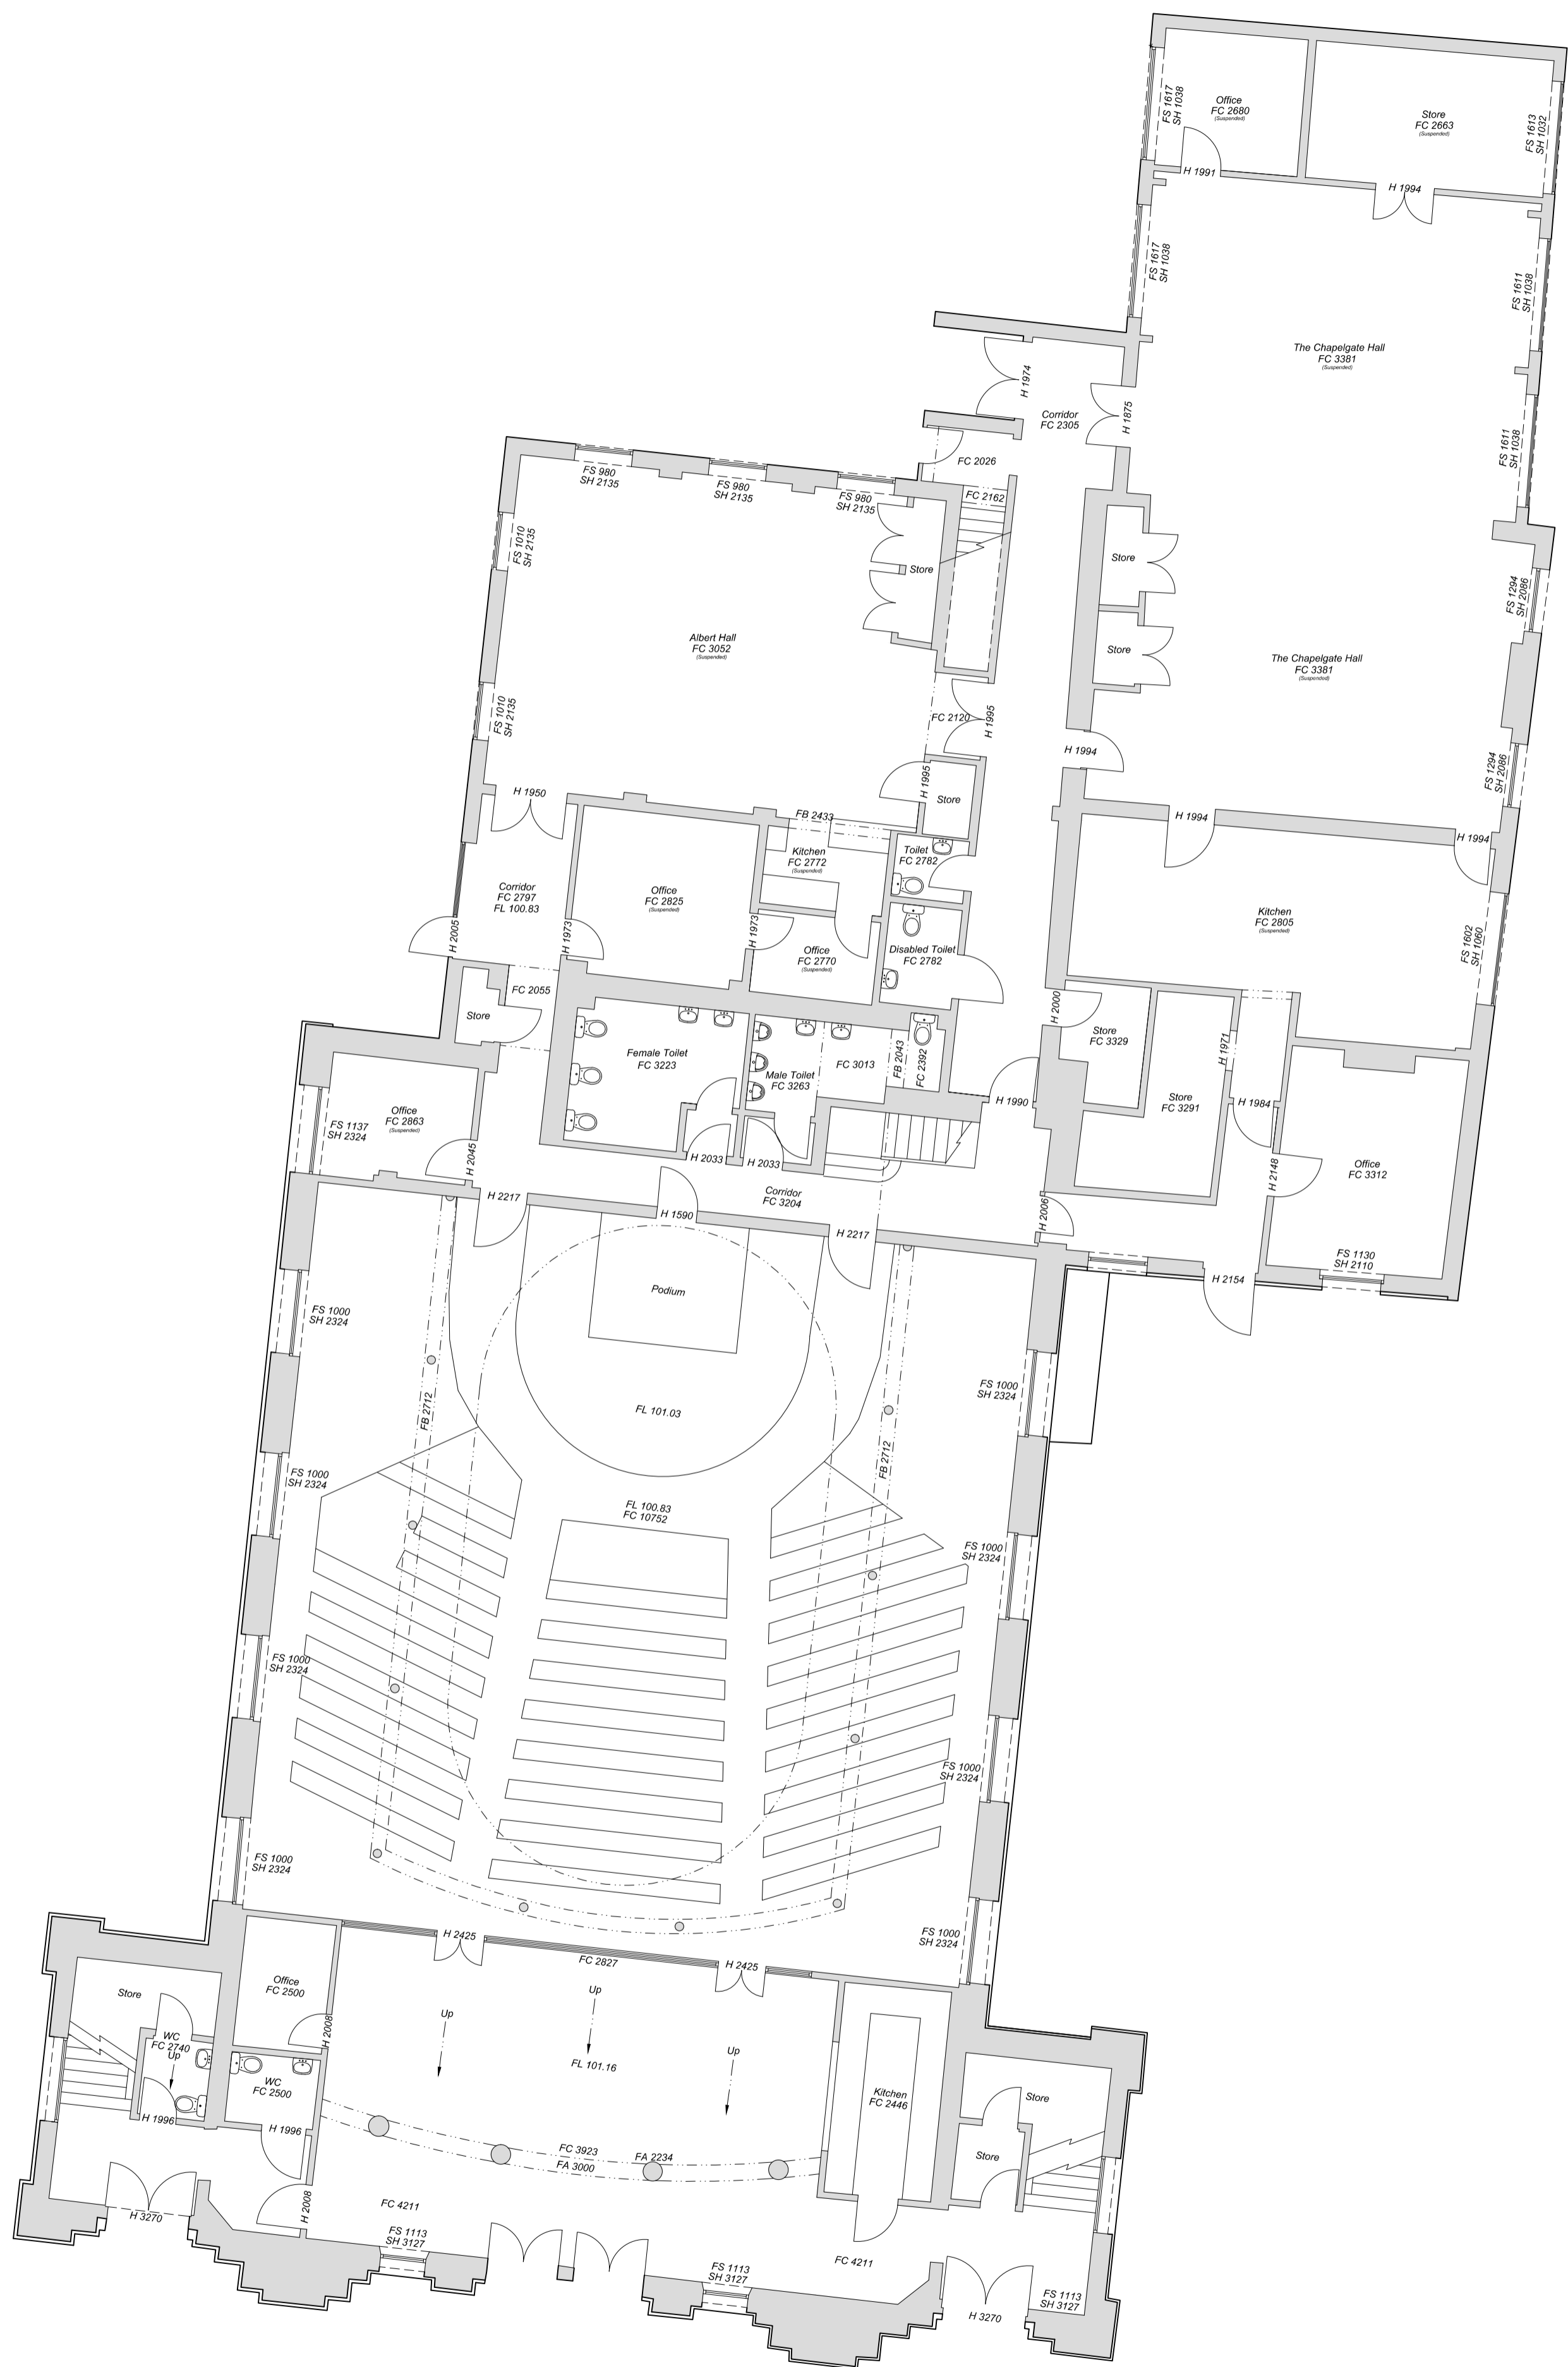 Office
FC 2680
(Suspended)
Store
FC 2663
(Suspended)
FS 1617
SH 1038
FS 1613
SH 1032
H 1991
H 1994
FS 1617
SH 1038
FS 1611
SH 1038
The Chapelgate Hall
FC 3381
(Suspended)
H 1974
H 1875
Corridor
FC 2305
FS 1611
SH 1038
FC 2026
FC 2162
FS 980
SH 2135
FS 980
SH 2135
FS 980
SH 2135
FS 1010
SH 2135
Store
Store
FS 1294
SH 2086
Albert Hall
FC 3052
(Suspended)
Store
The Chapelgate Hall
FC 3381
(Suspended)
FS 1010
SH 2135
FC 2120
H 1995
H 1994
FS 1294
SH 2086
H 1950
H 1995
Store
FB 2433
H 1994
H 1994
Kitchen
FC 2772
(Suspended)
Toilet
FC 2782
Corridor
FC 2797
FL 100.83
Office
FC 2825
(Suspended)
Kitchen
FC 2805
(Suspended)
H 2005
H 1973
H 1973
Office
FC 2770
(Suspended)
Disabled Toilet
FC 2782
FS 1602
SH 1060
FC 2055
Store
H 2000
Store
FC 3329
H 1971
Female Toilet
FC 3223
Male Toilet
FC 3263
FC 3013
FB 2043
FC 2392
H 1990
Store
FC 3291
H 1984
Office
FC 2863
(Suspended)
FS 1137
SH 2324
H 2045
H 2033
H 2033
H 2148
Office
FC 3312
H 2217
H 1590
Corridor
FC 3204
H 2217
H 2006
FS 1130
SH 2110
H 2154
Podium
FS 1000
SH 2324
FS 1000
SH 2324
FB 2712
FL 101.03
FB 2712
FS 1000
SH 2324
FL 100.83
FC 10752
FS 1000
SH 2324
FS 1000
SH 2324
FS 1000
SH 2324
FS 1000
SH 2324
FS 1000
SH 2324
H 2425
FC 2827
H 2425
Office
FC 2500
Store
Up
Up
Up
H 2008
WC
FC 2740
Up
FL 101.16
WC
FC 2500
Kitchen
FC 2446
Store
H 1996
H 1996
FC 3923
FA 2234
FA 3000
Store
H 3270
H 2008
FC 4211
FS 1113
SH 3127
FC 4211
FS 1113
SH 3127
H 3270
FS 1113
SH 3127